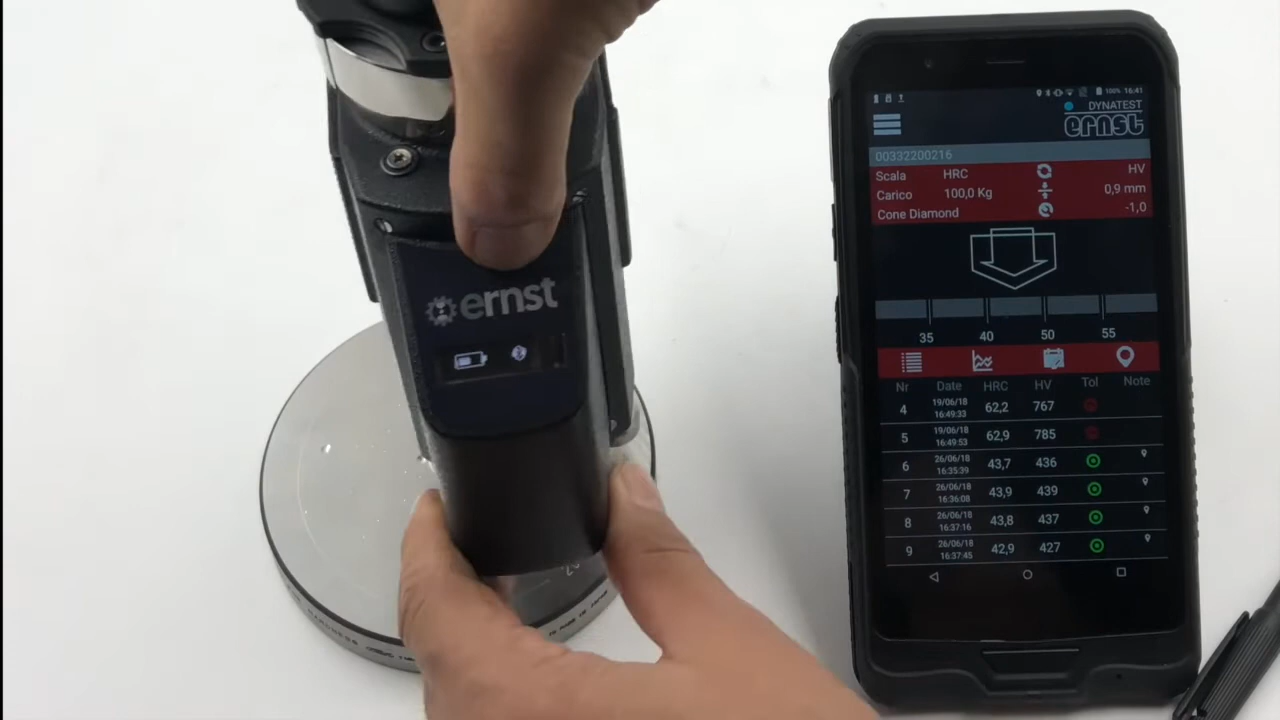 ernst
100% 16:41
DYNATEST
ernst
00332200216
Scala HRC HV
Carico 100,0 Kg 0,9 mm
Cone Diamond -1,0
35 40 50 55
Nr Date HRC HV Tol Note
4 19/06/18 16:49:33 62,2 767
5 19/06/18 16:49:53 62,9 785
6 26/06/18 16:35:39 43,7 436
7 26/06/18 16:36:08 43,9 439
8 26/06/18 16:37:16 43,8 437
9 26/06/18 16:37:45 42,9 427